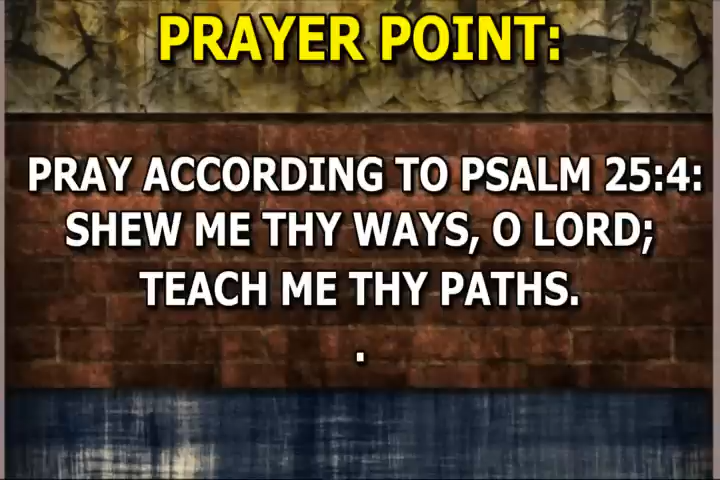 PRAYER POINT:
PRAY ACCORDING TO PSALM 25:4:
SHEW ME THY WAYS, O LORD;
TEACH ME THY PATHS.
.